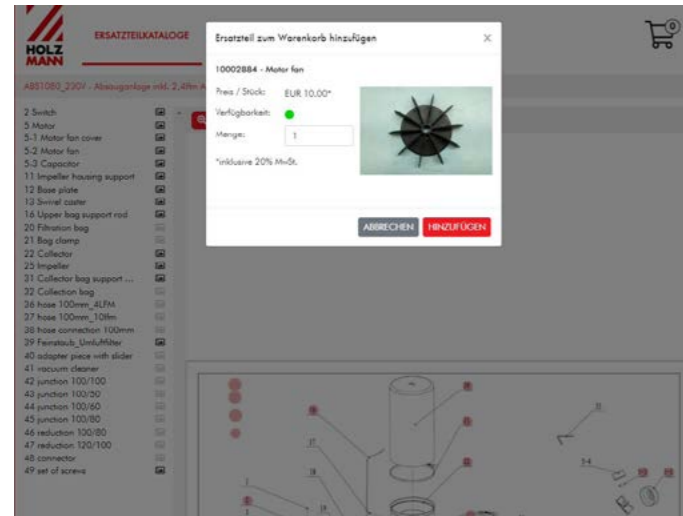 HOLZ
MANN
ERSATZTEILKATALOGE
0
ABS1080_230V - Absauganlage inkl. 2,4lfm A
Ersatzteil zum Warenkorb hinzufügen
X
10002884 - Motor fan
Preis / Stück: EUR 10.00*
Verfügbarkeit:
Menge: 1
*inklusive 20% MwSt.
ABBRECHEN HINZUFÜGEN
2 Switch
5 Motor
5-1 Motor fan cover
5-2 Motor fan
5-3 Capacitor
11 Impeller housing support
12 Base plate
13 Swivel caster
16 Upper bag support rod
20 Filtration bag
21 Bag clamp
22 Collector
25 Impeller
31 Collector bag support ...
32 Collection bag
36 hose 100mm_4LFM
37 hose 100mm_10lfm
38 hose connection 100mm
39 Feinstaub_Umluftfilter
40 adapter piece with slider
41 vacuum cleaner
42 junction 100/100
43 junction 100/50
44 junction 100/60
45 junction 100/80
46 reduction 100/80
47 reduction 120/100
48 connector
49 set of screws